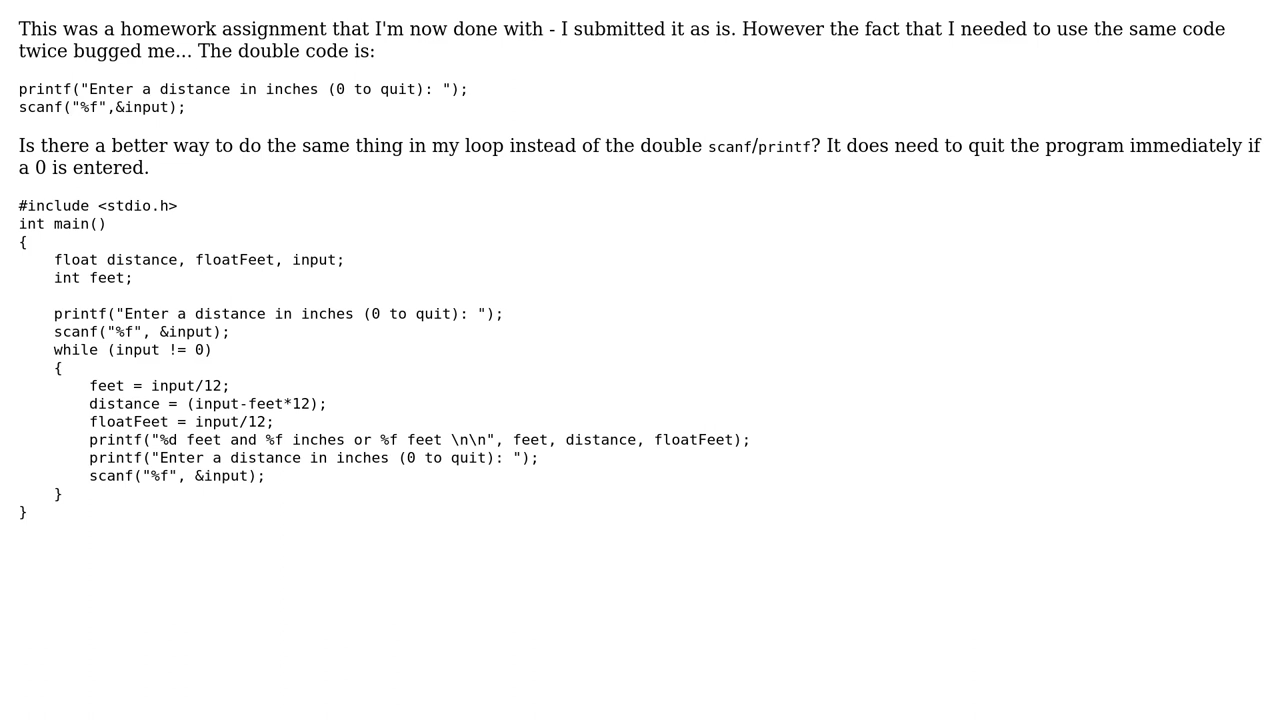 This was a homework assignment that I'm now done with - I submitted it as is. However the fact that I needed to use the same code
twice bugged me... The double code is:
printf("Enter a distance in inches (0 to quit): ");
scanf("%f",&input);
Is there a better way to do the same thing in my loop instead of the double scanf/printf? It does need to quit the program immediately if
a 0 is entered.
#include <stdio.h>
int main()
{
    float distance, floatFeet, input;
    int feet;

    printf("Enter a distance in inches (0 to quit): ");
    scanf("%f", &input);
    while (input != 0)
    {
        feet = input/12;
        distance = (input-feet*12);
        floatFeet = input/12;
        printf("%d feet and %f inches or %f feet \n\n", feet, distance, floatFeet);
        printf("Enter a distance in inches (0 to quit): ");
        scanf("%f", &input);
    }
}